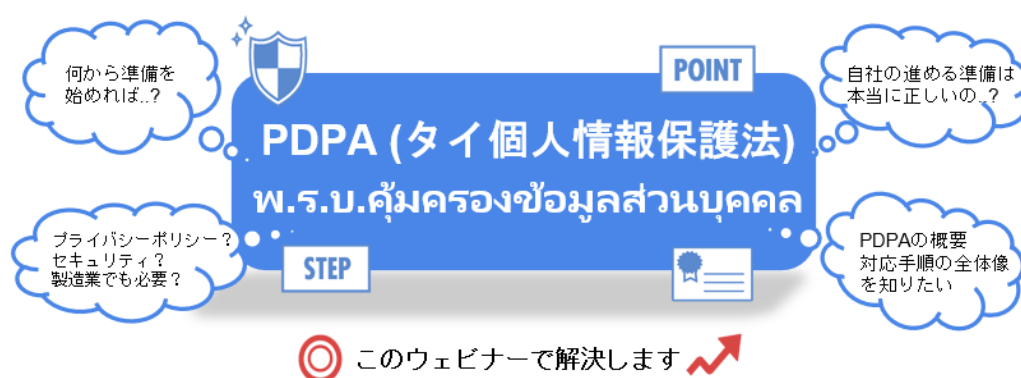 何から準備を
始めれば..?
POINT
自社の進める準備は
本当に正しいの..?
PDPA (タイ個人情報保護法)
พ.ร.บ.คุ้มครองข้อมูลส่วนบุคคล
プライバシーポリシー？
セキュリティ？
製造業でも必要？
STEP
PDPAの概要
対応手順の全体像
を知りたい
このウェビナーで解決します